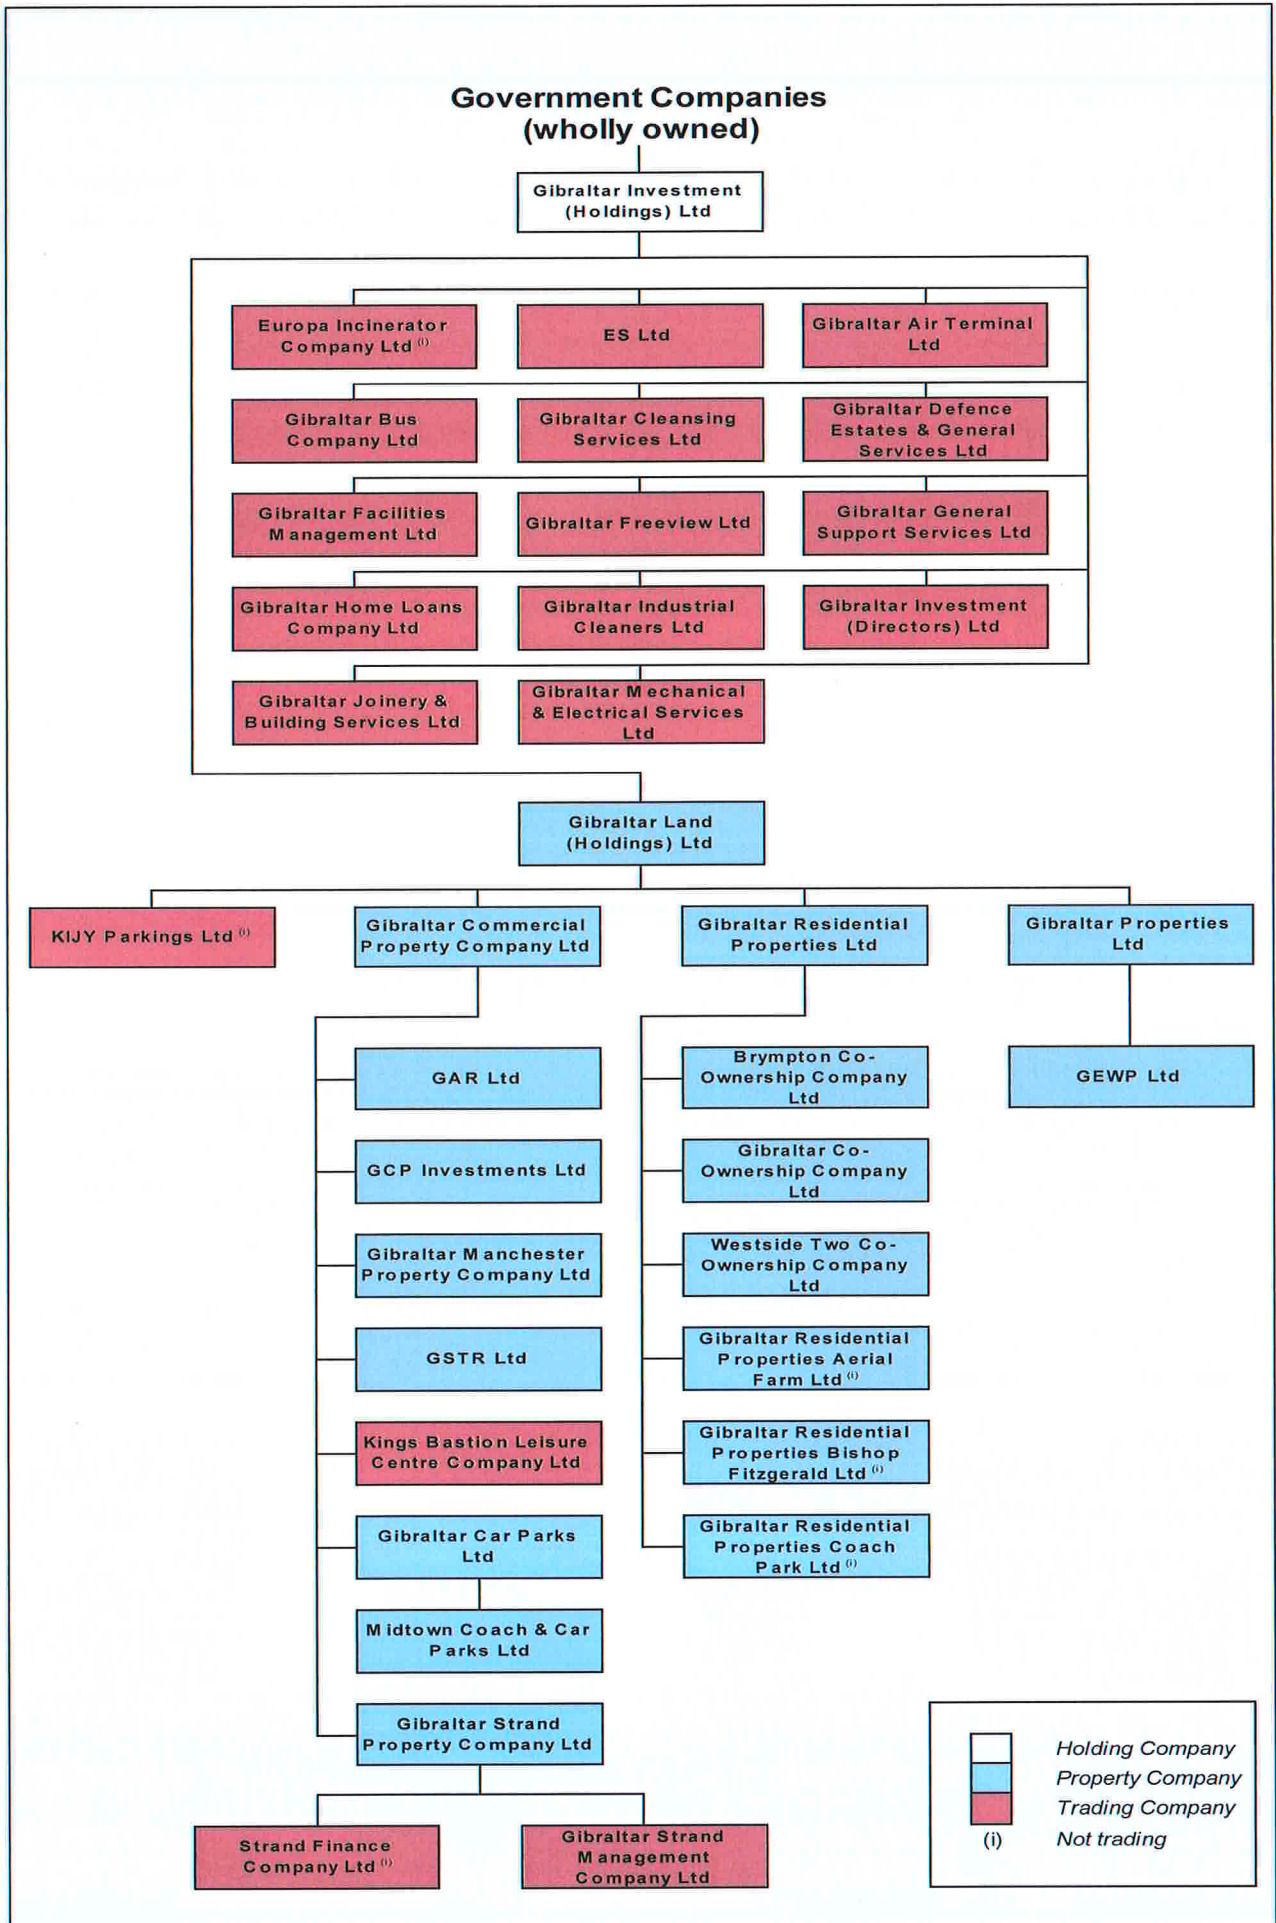 Government Companies
(wholly owned)
Gibraltar Investment
(Holdings) Ltd
Europa Incinerator
Company Ltd (i)
ES Ltd
Gibraltar Air Terminal
Ltd
Gibraltar Bus
Company Ltd
Gibraltar Cleansing
Services Ltd
Gibraltar Defence
Estates & General
Services Ltd
Gibraltar Facilities
Management Ltd
Gibraltar Freeview Ltd
Gibraltar General
Support Services Ltd
Gibraltar Home Loans
Company Ltd
Gibraltar Industrial
Cleaners Ltd
Gibraltar Investment
(Directors) Ltd
Gibraltar Joinery &
Building Services Ltd
Gibraltar Mechanical
& Electrical Services
Ltd
Gibraltar Land
(Holdings) Ltd
KIJY Parkings Ltd (i)
Gibraltar Commercial
Property Company Ltd
Gibraltar Residential
Properties Ltd
Gibraltar Properties
Ltd
GAR Ltd
GCP Investments Ltd
Gibraltar Manchester
Property Company Ltd
GSTR Ltd
Kings Bastion Leisure
Centre Company Ltd
Gibraltar Car Parks
Ltd
Midtown Coach & Car
Parks Ltd
Gibraltar Strand
Property Company Ltd
Strand Finance
Company Ltd (i)
Gibraltar Strand
Management
Company Ltd
Brympton Co-
Ownership Company
Ltd
Gibraltar Co-
Ownership Company
Ltd
Westside Two Co-
Ownership Company
Ltd
Gibraltar Residential
Properties Aerial
Farm Ltd (i)
Gibraltar Residential
Properties Bishop
Fitzgerald Ltd (i)
Gibraltar Residential
Properties Coach
Park Ltd (i)
GEWP Ltd
Holding Company
Property Company
Trading Company
(i) Not trading